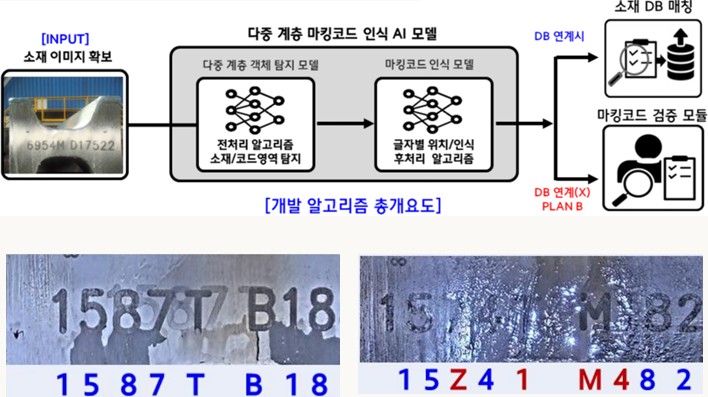 [INPUT]
소재 이미지 확보
6954M D17522
다중 계층 마킹코드 인식 AI 모델
다중 계층 객체 탐지 모델
전처리 알고리즘
소재/코드영역 탐지
마킹코드 인식 모델
글자별 위치/인식
후처리 알고리즘
DB 연계시
소재 DB 매칭
마킹코드 검증 모듈
DB 연계(X)
PLAN B
[개발 알고리즘 총개요도]
1587T B18
1 5 8 7 T B 1 8
1 5 Z 4 1 M 4 8 2